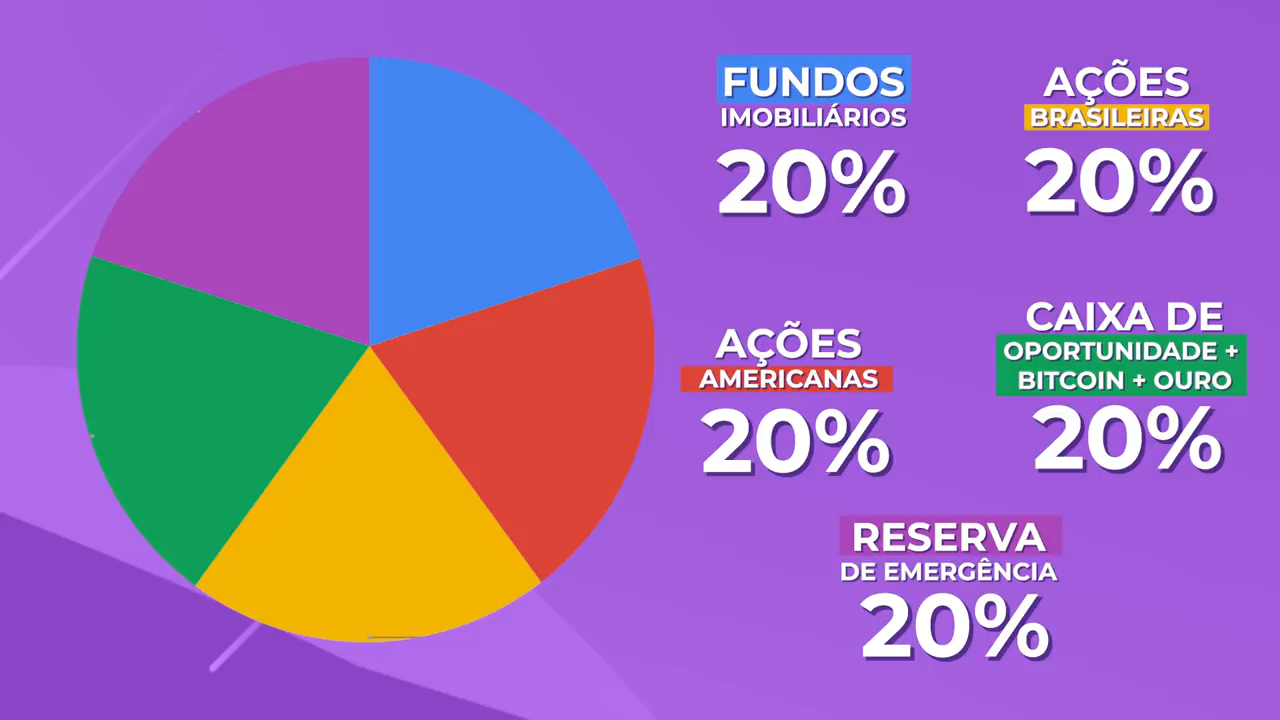 FUNDOS
IMOBILIÁRIOS
20%
AÇÕES
BRASILEIRAS
20%
AÇÕES
AMERICANAS
20%
CAIXA DE
OPORTUNIDADE +
BITCOIN + OURO
20%
RESERVA
DE EMERGÊNCIA
20%